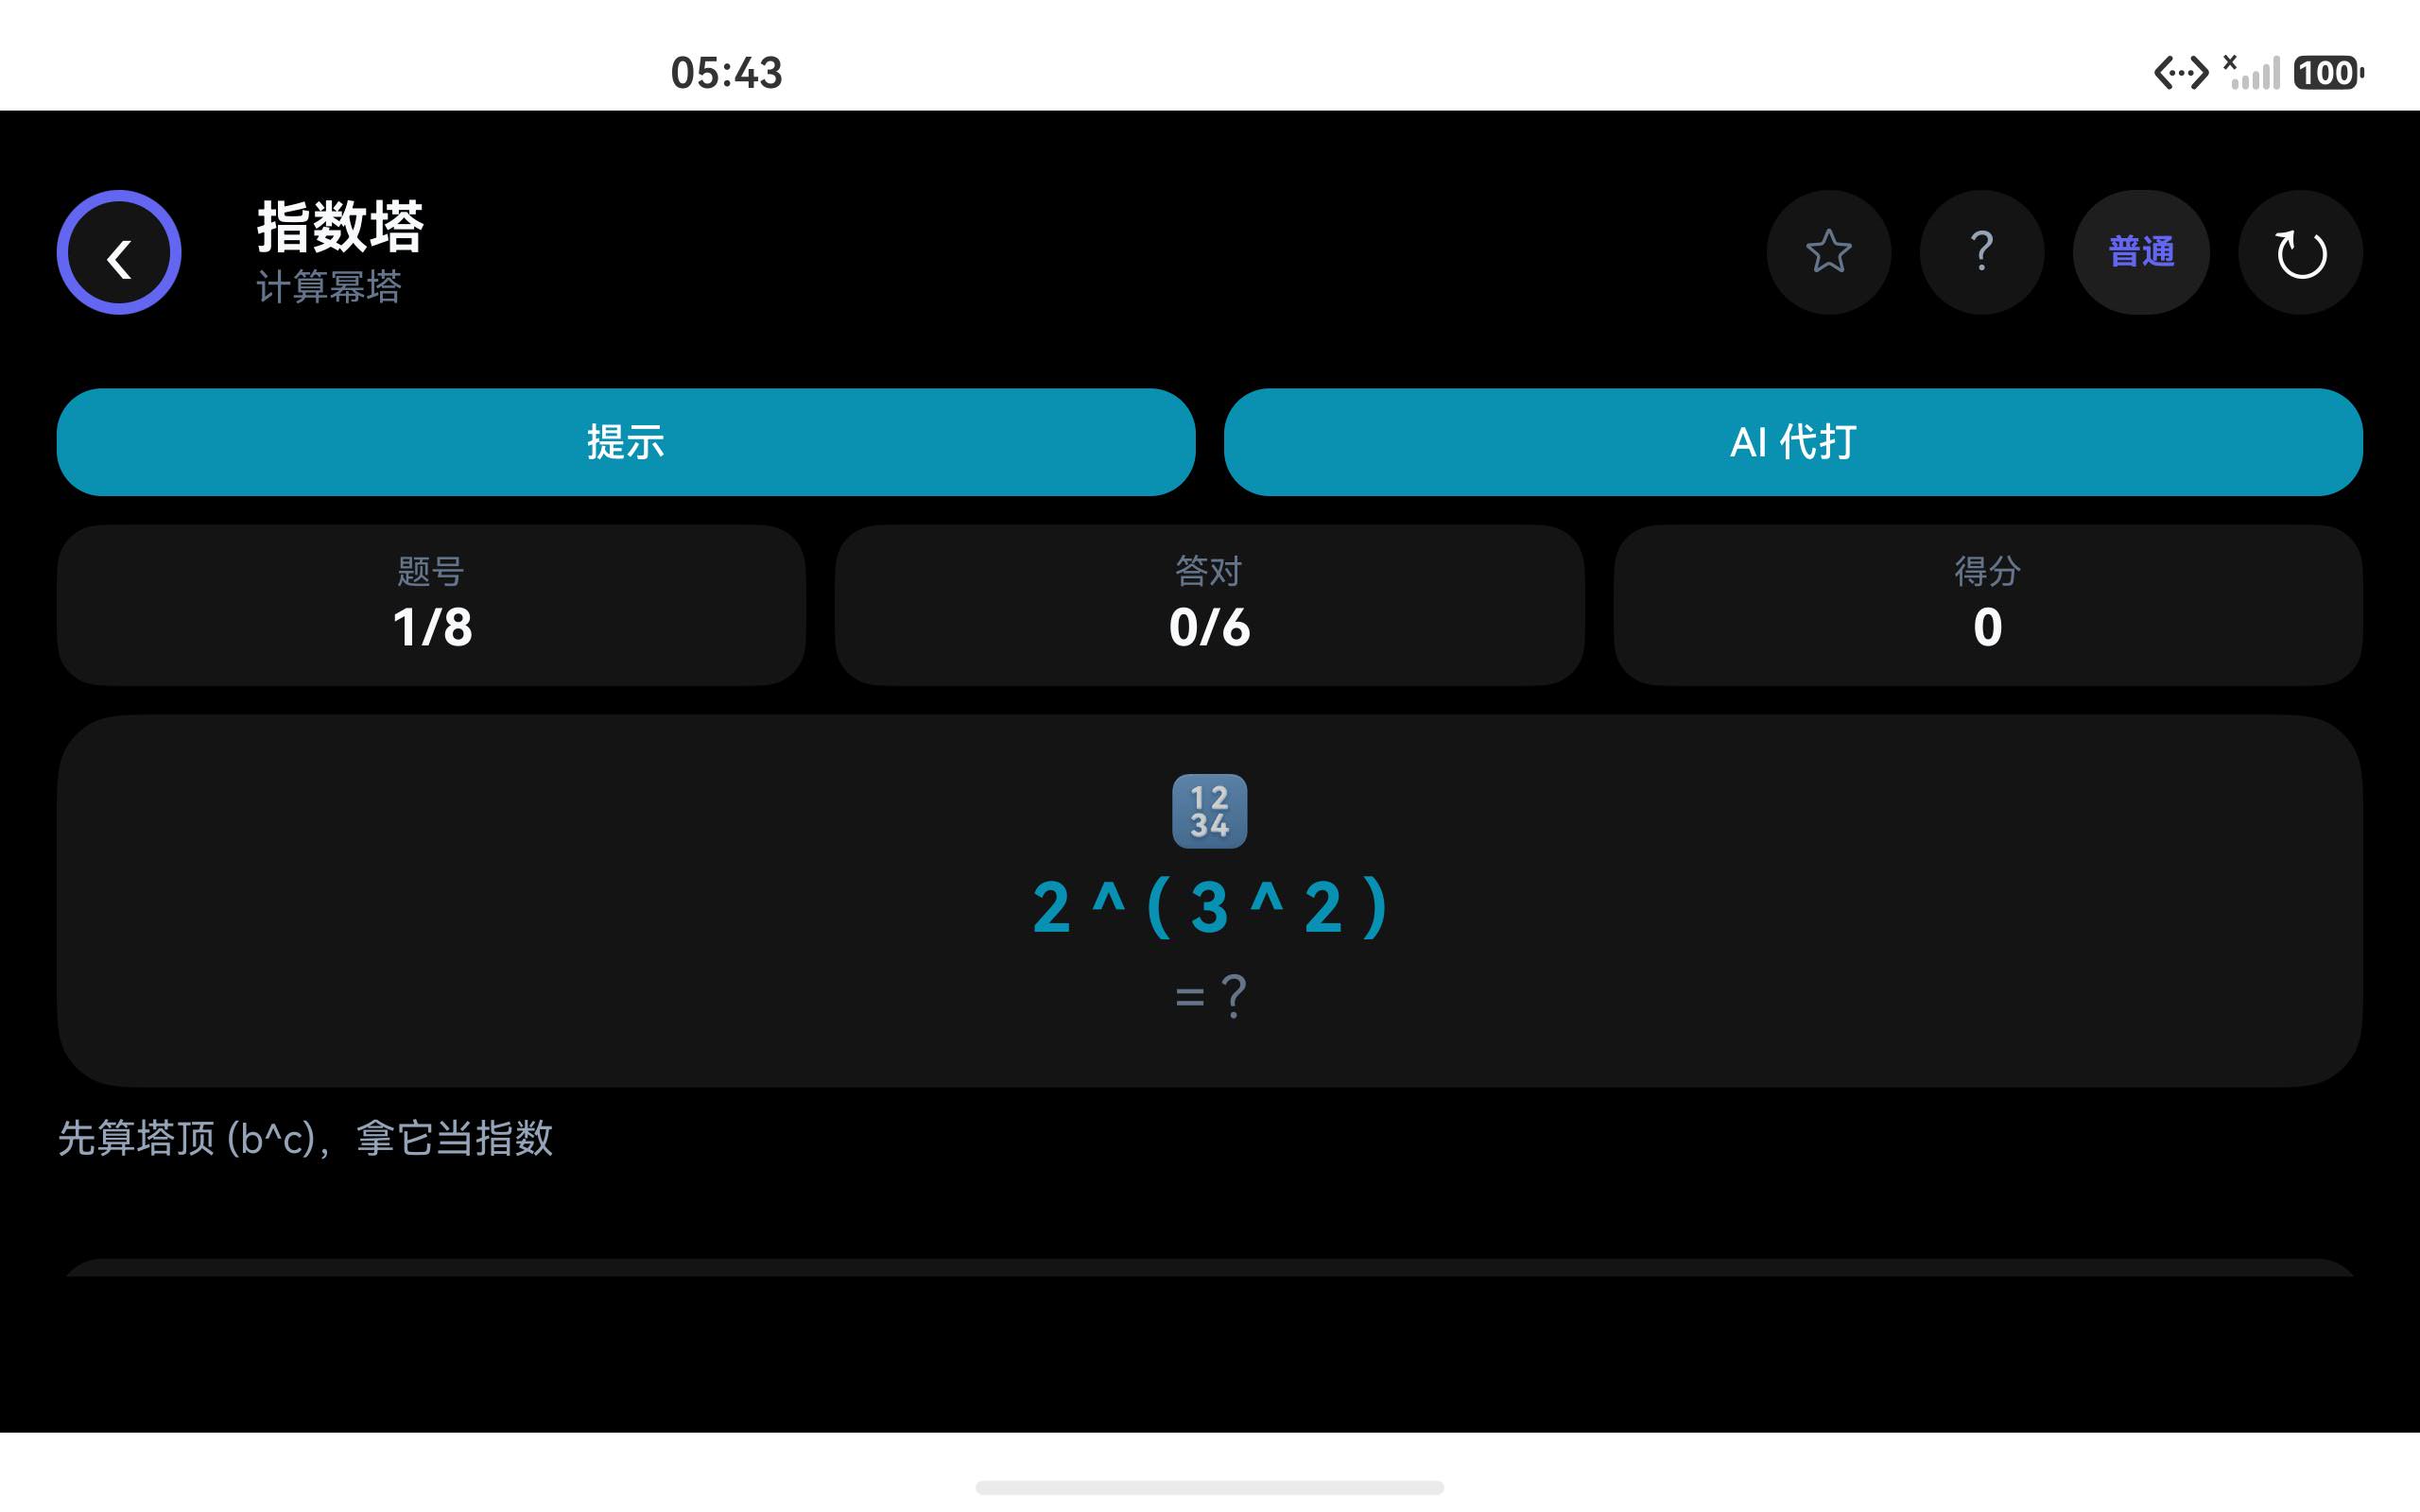 05:43
100
指数塔
计算幂塔
?
普通
提示
AI 代打
题号
1/8
答对
0/6
得分
0
12
34
2^(3^2)
= ?
先算塔顶 (b^c)，拿它当指数